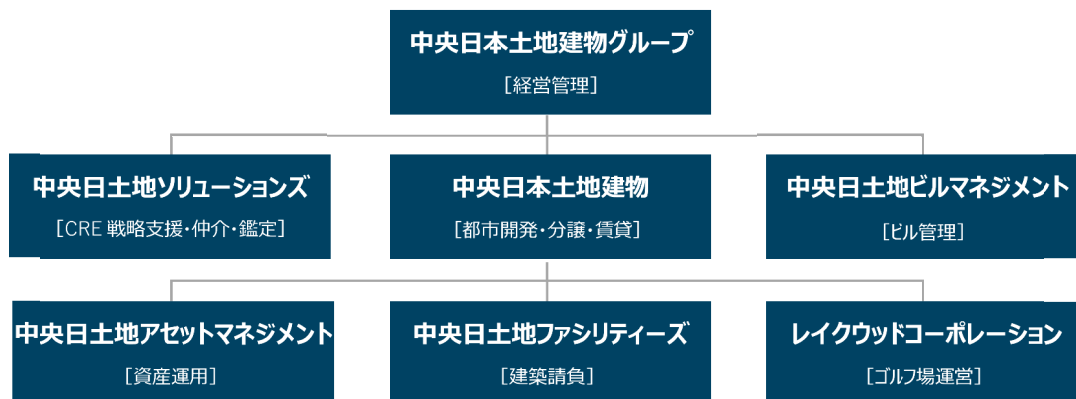 中央日本土地建物グループ
［経営管理］
中央日土地ソリューションズ
［CRE 戦略支援・仲介・鑑定］
中央日本土地建物
［都市開発・分譲・賃貸］
中央日土地ビルマネジメント
［ビル管理］
中央日土地アセットマネジメント
［資産運用］
中央日土地ファシリティーズ
［建築請負］
レイクウッドコーポレーション
［ゴルフ場運営］